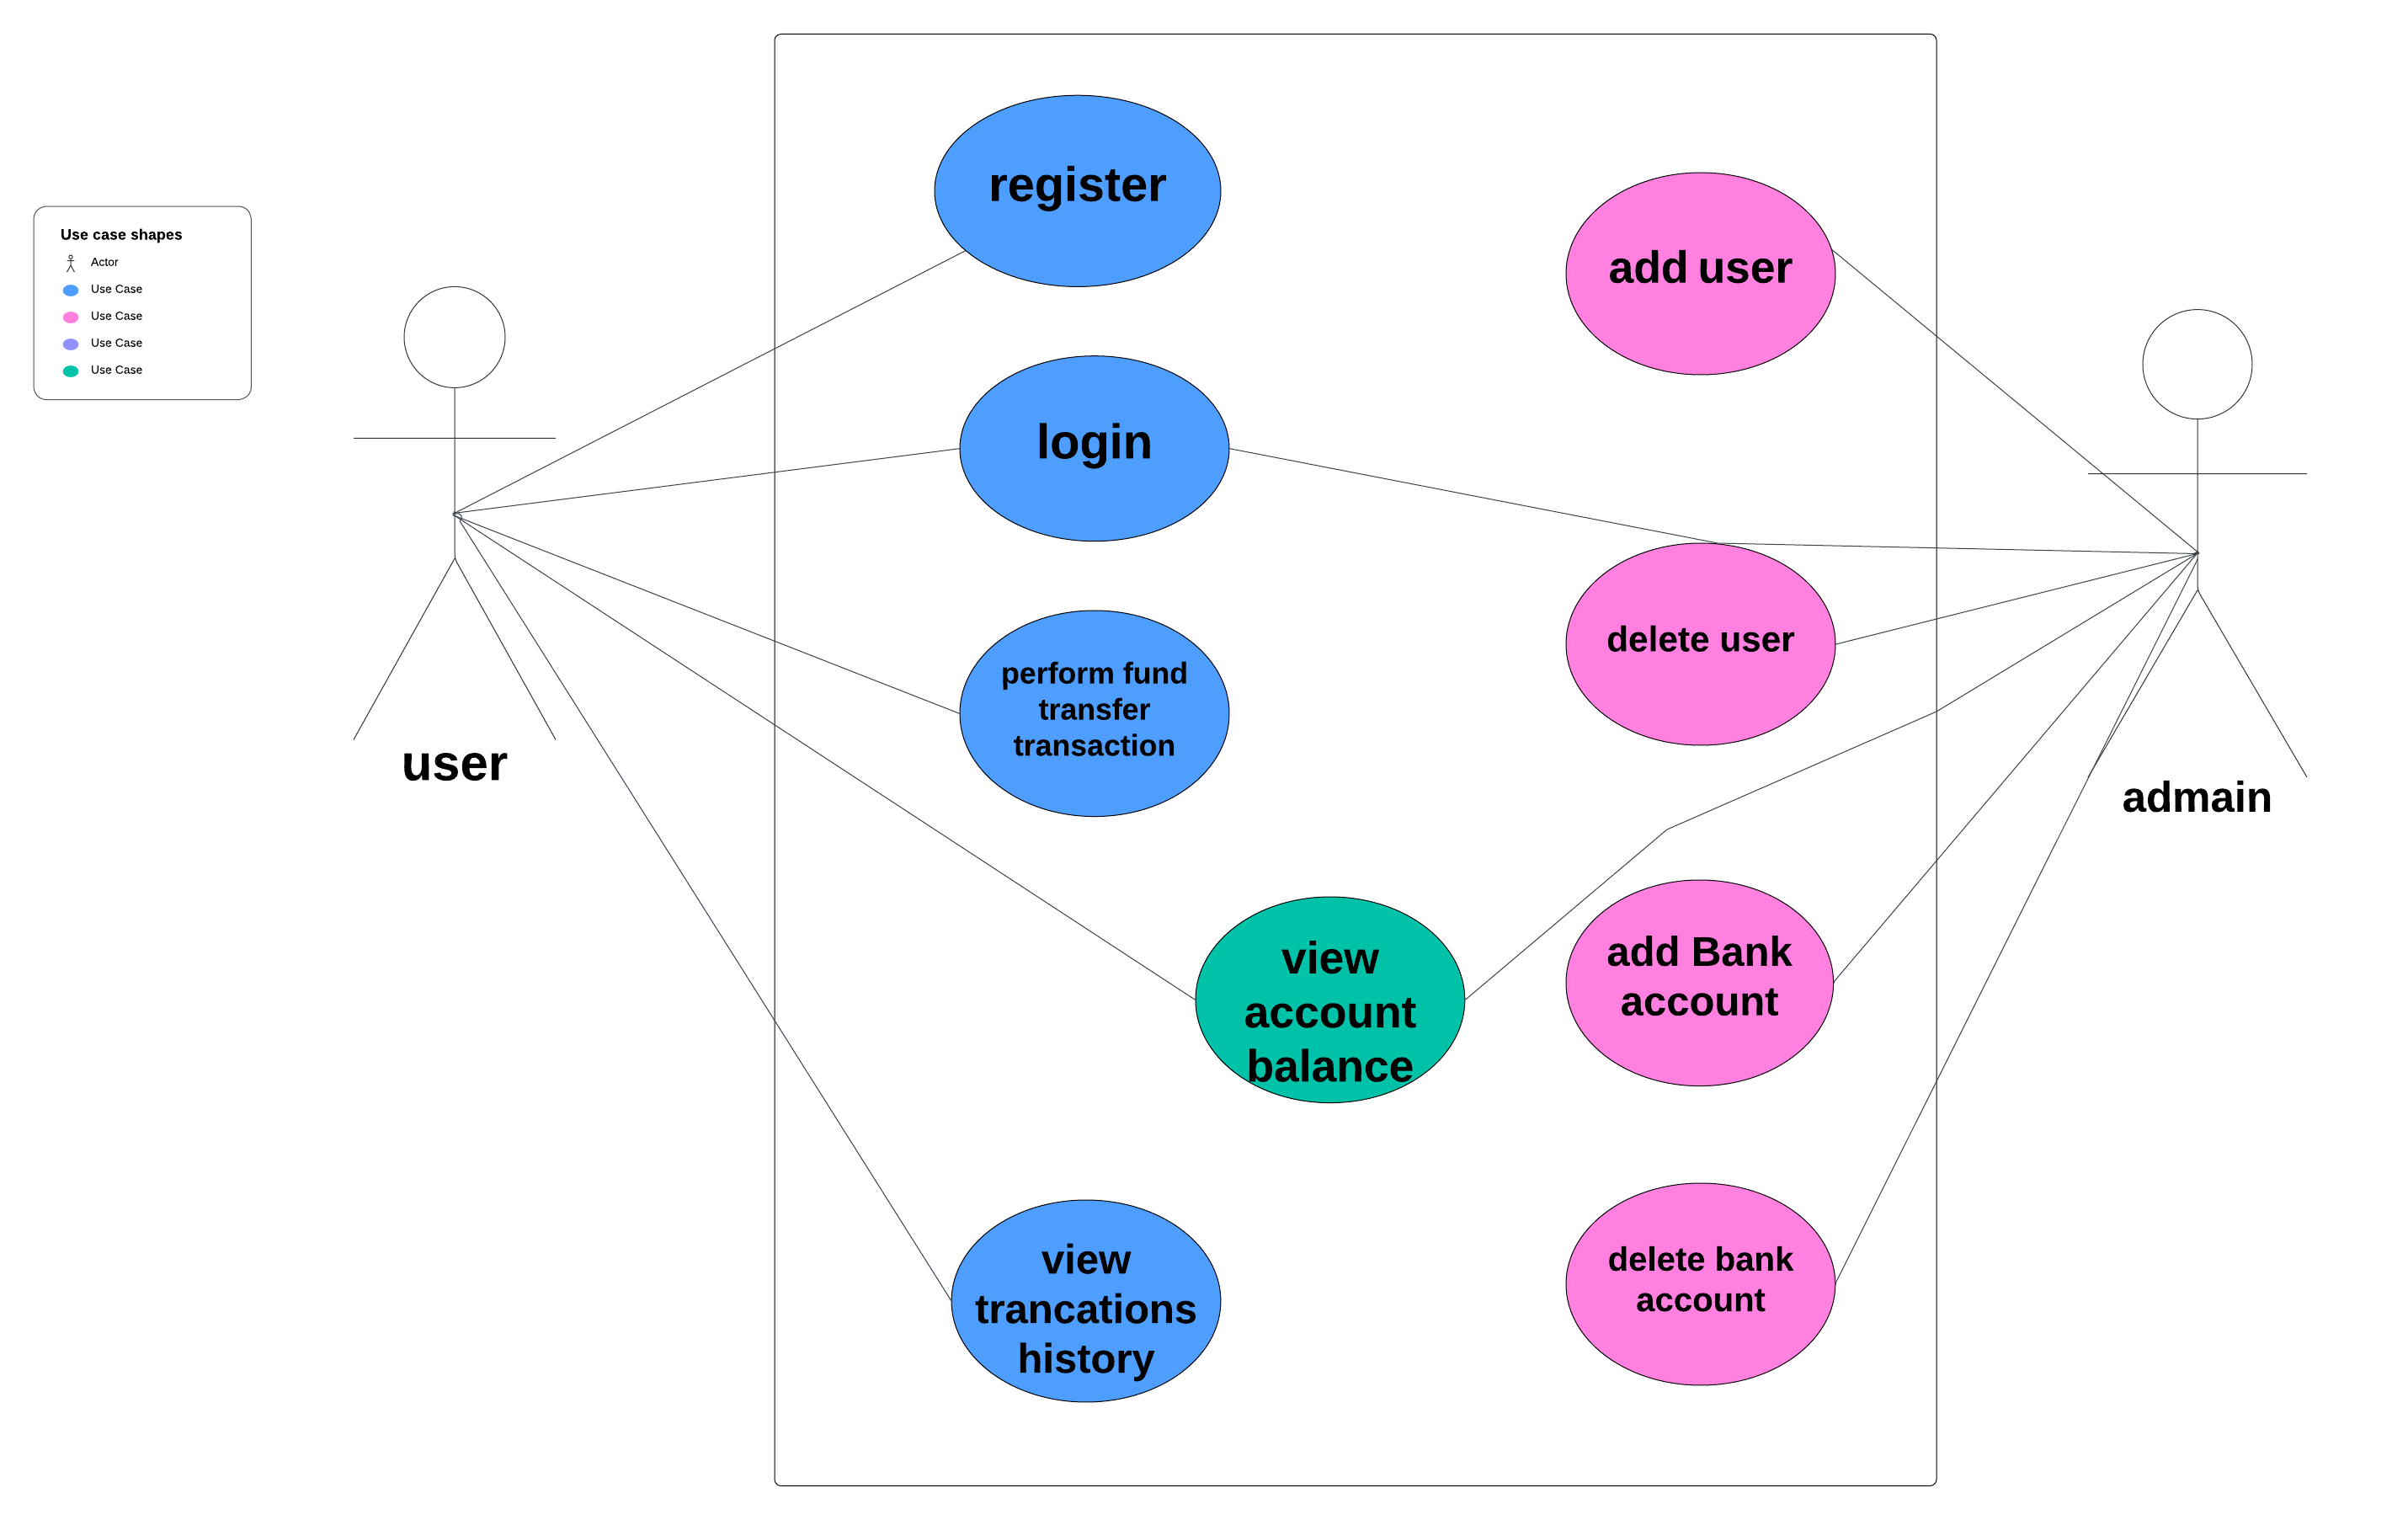 Use case shapes
Actor
Use Case
Use Case
Use Case
Use Case
user
register
login
perform fund
transfer
transaction
view
account
balance
view
trancations
history
add user
delete user
add Bank
account
delete bank
account
admain